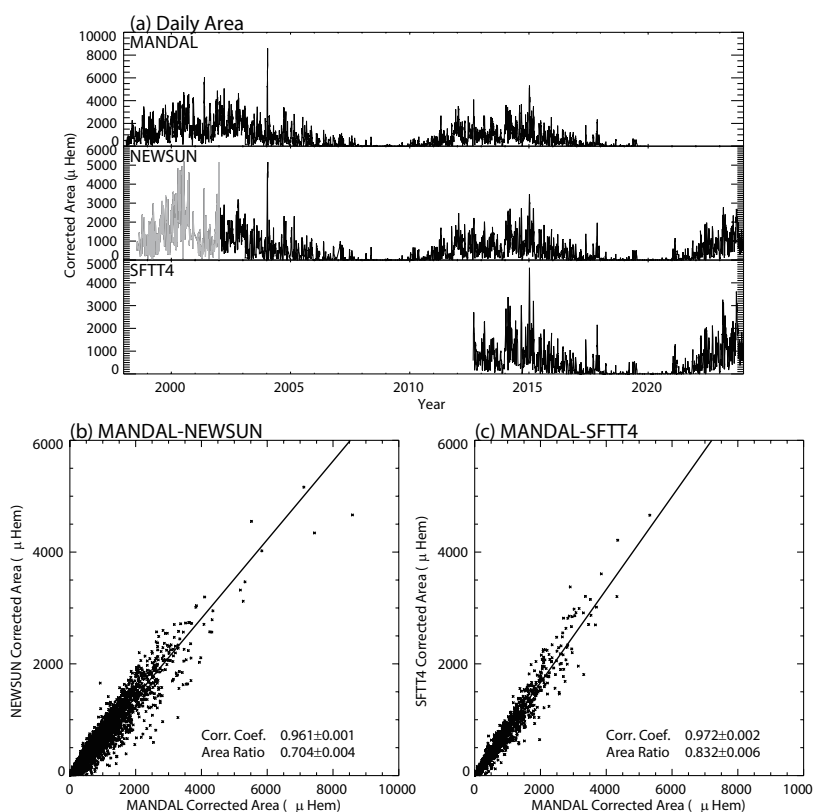 (a) Daily Area
MANDAL
10000
8000
6000
4000
2000
0
NEWSUN
6000
5000
4000
3000
2000
1000
0
SFTT4
5000
4000
3000
2000
1000
0
Corrected Area (μ Hem)
2000 2005 2010 2015 2020
Year
(b) MANDAL-NEWSUN
6000
4000
2000
0
NEWSUN Corrected Area ( μ Hem)
Corr. Coef. 0.961±0.001
Area Ratio 0.704±0.004
0 2000 4000 6000 8000 10000
MANDAL Corrected Area ( μ Hem)
(c) MANDAL-SFTT4
6000
4000
2000
0
SFTT4 Corrected Area ( μ Hem)
Corr. Coef. 0.972±0.002
Area Ratio 0.832±0.006
0 2000 4000 6000 8000 1000
MANDAL Corrected Area ( μ Hem)